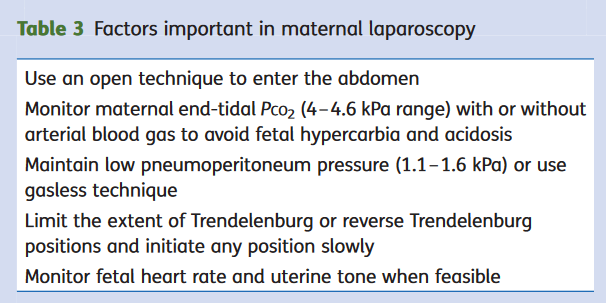 Table 3 Factors important in maternal laparoscopy
Use an open technique to enter the abdomen
Monitor maternal end-tidal Pco₂ (4–4.6 kPa range) with or without
arterial blood gas to avoid fetal hypercarbia and acidosis
Maintain low pneumoperitoneum pressure (1.1–1.6 kPa) or use
gasless technique
Limit the extent of Trendelenburg or reverse Trendelenburg
positions and initiate any position slowly
Monitor fetal heart rate and uterine tone when feasible